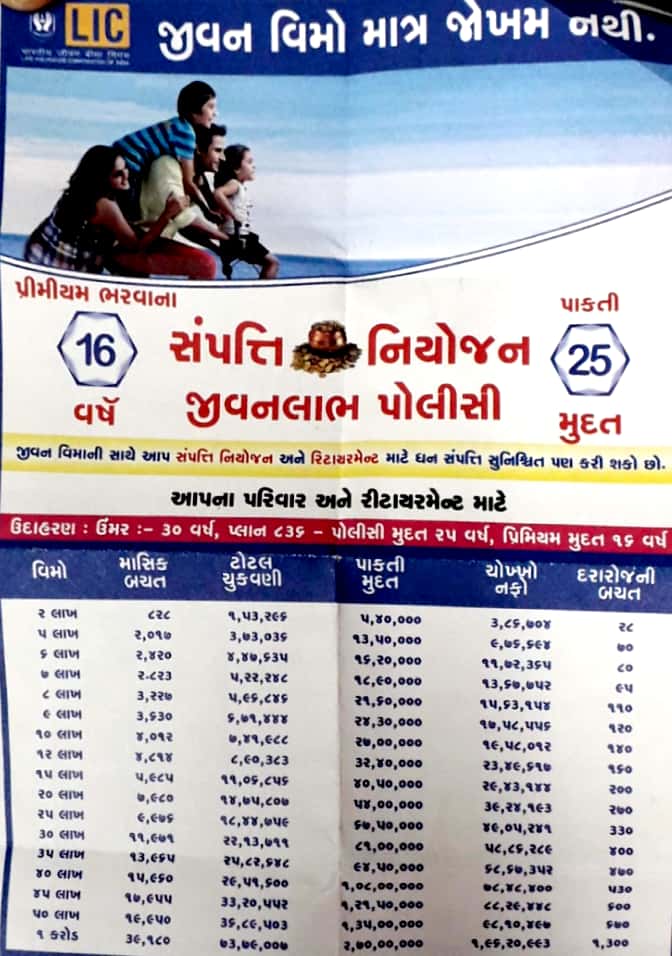 LIC
भारतीय जीवन बीमा निगम
LIFE INSURANCE CORPORATION OF INDIA
જીવન વિમો માત્ર જોખમ નથી.
પ્રીમીયમ ભરવાના
16
વર્ષ
સંપત્તિ નિયોજન
જીવનલાભ પોલીસી
પાકતી
25
મુદત
જીવન વિમાની સાથે આપ સંપત્તિ નિયોજન અને રિટાયરમેન્ટ માટે ધન સંપત્તિ સુનિશ્ચિત પણ કરી શકો છો.
આપના પરિવાર અને રીટાયરમેન્ટ માટે
ઉદાહરણ : ઉંમર :- ૩૦ વર્ષ, પ્લાન ૮૩૬ - પોલીસી મુદત ૨૫ વર્ષ, પ્રિમિયમ મુદત ૧૬ વર્ષ
વિમો માસિક બચત ટોટલ ચુકવણી પાકતી મુદત ચોખ્ખો નફો દરારોજની બચત
૨ લાખ ૮૨૮ ૧,૫૩,૨૯૬ ૫,૪૦,૦૦૦ ૩,૮૬,૭૦૪ ૨૮
૫ લાખ ૨,૦૧૭ ૩,૭૩,૦૩૬ ૧૩,૫૦,૦૦૦ ૯,૭૬,૯૬૪ ૭૦
૬ લાખ ૨,૪૨૦ ૪,૪૭,૬૩૫ ૧૬,૨૦,૦૦૦ ૧૧,૭૨,૩૬૫ ૮૦
૭ લાખ ૨.૮૨૩ ૫,૨૨,૨૪૮ ૧૮,૯૦,૦૦૦ ૧૩,૬૭,૭૫૨ ૯૫
૮ લાખ ૩,૨૨૭ ૫,૯૬,૮૪૬ ૨૧,૬૦,૦૦૦ ૧૫,૬૩,૧૫૪ ૧૧૦
૯ લાખ ૩,૬૩૦ ૬,૭૧,૪૪૪ ૨૪,૩૦,૦૦૦ ૧૭,૫૮,૫૫૬ ૧૨૦
૧૦ લાખ ૪,૦૧૨ ૭,૪૧,૯૮૮ ૨૭,૦૦,૦૦૦ ૧૯,૫૮,૦૧૨ ૧૪૦
૧૨ લાખ ૪,૮૧૪ ૮,૯૦,૩૮૩ ૩૨,૪૦,૦૦૦ ૨૩,૪૯,૬૧૭ ૧૬૦
૧૫ લાખ ૫,૯૮૫ ૧૧,૦૬,૮૫૬ ૪૦,૫૦,૦૦૦ ૨૯,૪૩,૧૪૪ ૨૦૦
૨૦ લાખ ૭,૯૮૦ ૧૪,૭૫,૮૦૭ ૫૪,૦૦,૦૦૦ ૩૯,૨૪,૧૯૩ ૨૭૦
૨૫ લાખ ૯,૯૭૬ ૧૮,૪૪,૭૫૯ ૬૭,૫૦,૦૦૦ ૪૯,૦૫,૨૪૧ ૩૩૦
૩૦ લાખ ૧૧,૯૭૧ ૨૨,૧૩,૭૧૧ ૮૧,૦૦,૦૦૦ ૫૮,૮૬,૨૮૯ ૪૦૦
૩૫ લાખ ૧૩,૯૬૫ ૨૫,૮૨,૬૪૮ ૯૪,૫૦,૦૦૦ ૬૮,૬૭,૩૫૨ ૪૭૦
૪૦ લાખ ૧૫,૯૬૦ ૨૯,૫૧,૬૦૦ ૧,૦૮,૦૦,૦૦૦ ૭૮,૪૮,૪૦૦ ૫૩૦
૪૫ લાખ ૧૭,૯૫૫ ૩૩,૨૦,૫૫૨ ૧,૨૧,૫૦,૦૦૦ ૮૮,૨૯,૪૪૮ ૬૦૦
૫૦ લાખ ૧૯,૯૫૦ ૩૬,૮૯,૫૦૩ ૧,૩૫,૦૦,૦૦૦ ૯૮,૧૦,૪૯૭ ૬૭૦
૧ કરોડ ૩૯,૧૮૦ ૭૩,૭૯,૦૦૭ ૨,૭૦,૦૦,૦૦૦ ૧,૯૬,૨૦,૯૯૩ ૧,૩૦૦